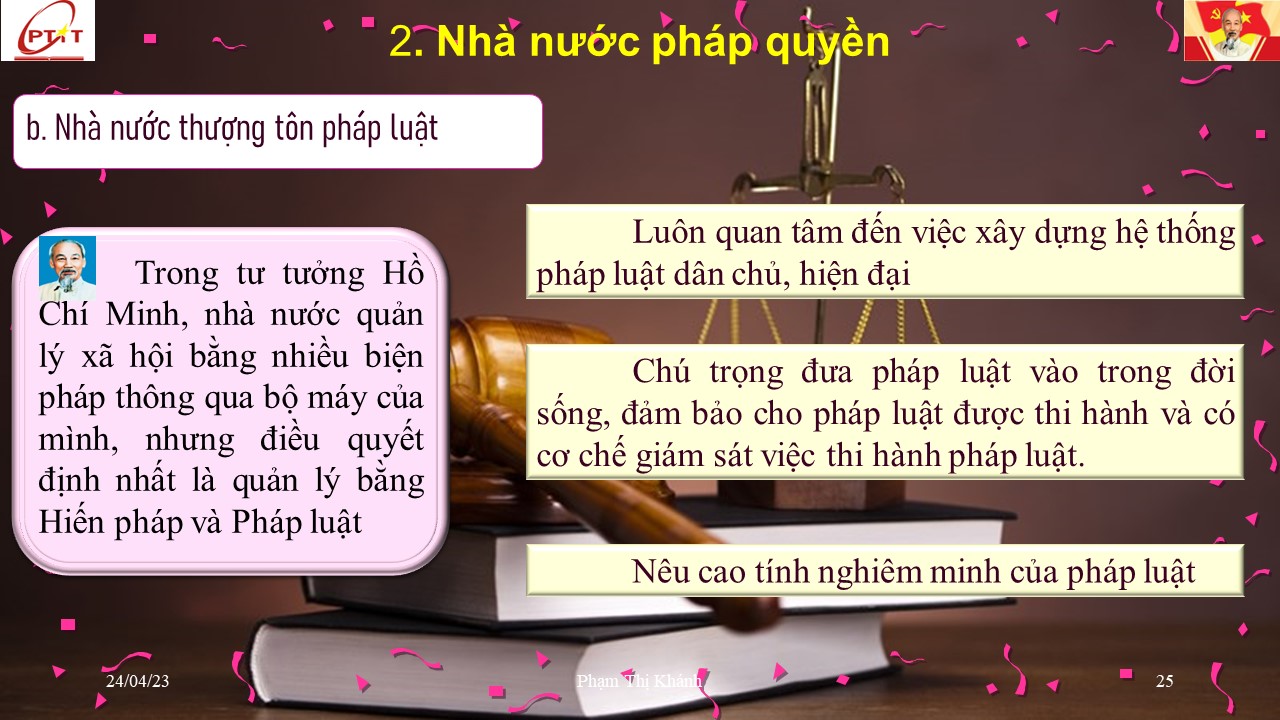 PTiT
2. Nhà nước pháp quyền
b. Nhà nước thượng tôn pháp luật
Trong tư tưởng Hồ
Chí Minh, nhà nước quản
lý xã hội bằng nhiều biện
pháp thông qua bộ máy của
mình, nhưng điều quyết
định nhất là quản lý bằng
Hiến pháp và Pháp luật
Luôn quan tâm đến việc xây dựng hệ thống
pháp luật dân chủ, hiện đại
Chú trọng đưa pháp luật vào trong đời
sống, đảm bảo cho pháp luật được thi hành và có
cơ chế giám sát việc thi hành pháp luật.
Nêu cao tính nghiêm minh của pháp luật
24/04/23
Phạm Thị Khánh
25